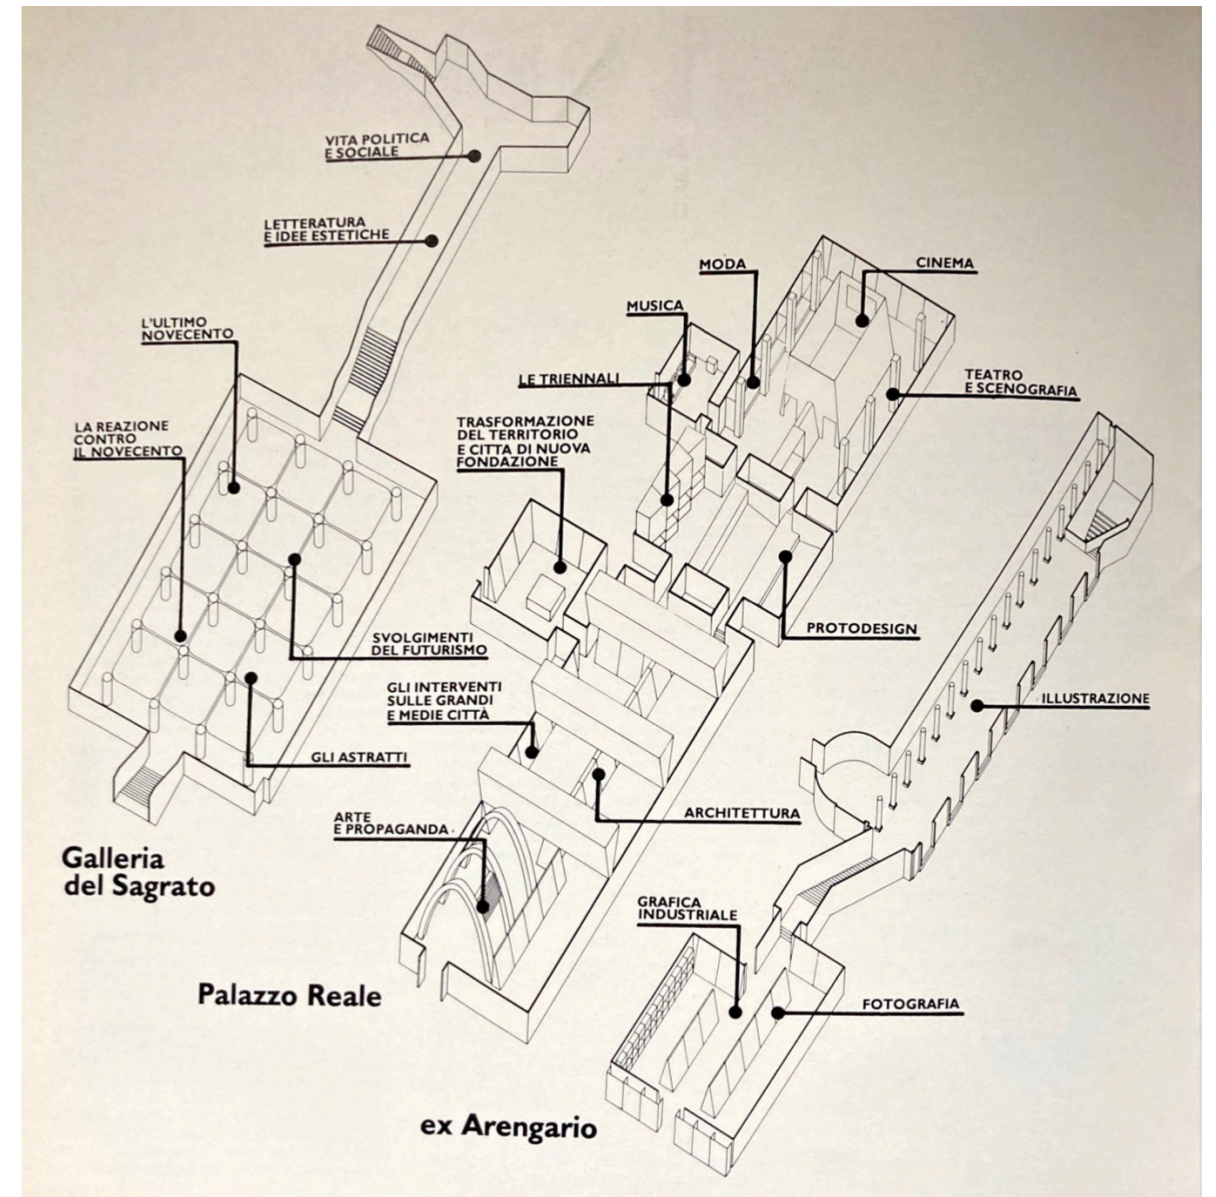 VITA POLITICA
E SOCIALE
LETTERATURA
E IDEE ESTETICHE
L'ULTIMO
NOVECENTO
LA REAZIONE
CONTRO
IL NOVECENTO
SVOLGIMENTI
DEL FUTURISMO
GLI ASTRATTI
Galleria
del Sagrato
MODA
CINEMA
MUSICA
LE TRIENNALI
TEATRO
E SCENOGRAFIA
TRASFORMAZIONE
DEL TERRITORIO
E CITTA DI NUOVA
FONDAZIONE
PROTODESIGN
GLI INTERVENTI
SULLE GRANDI
E MEDIE CITTÀ
ARCHITETTURA
ARTE
E PROPAGANDA
Palazzo Reale
ILLUSTRAZIONE
GRAFICA
INDUSTRIALE
FOTOGRAFIA
ex Arengario